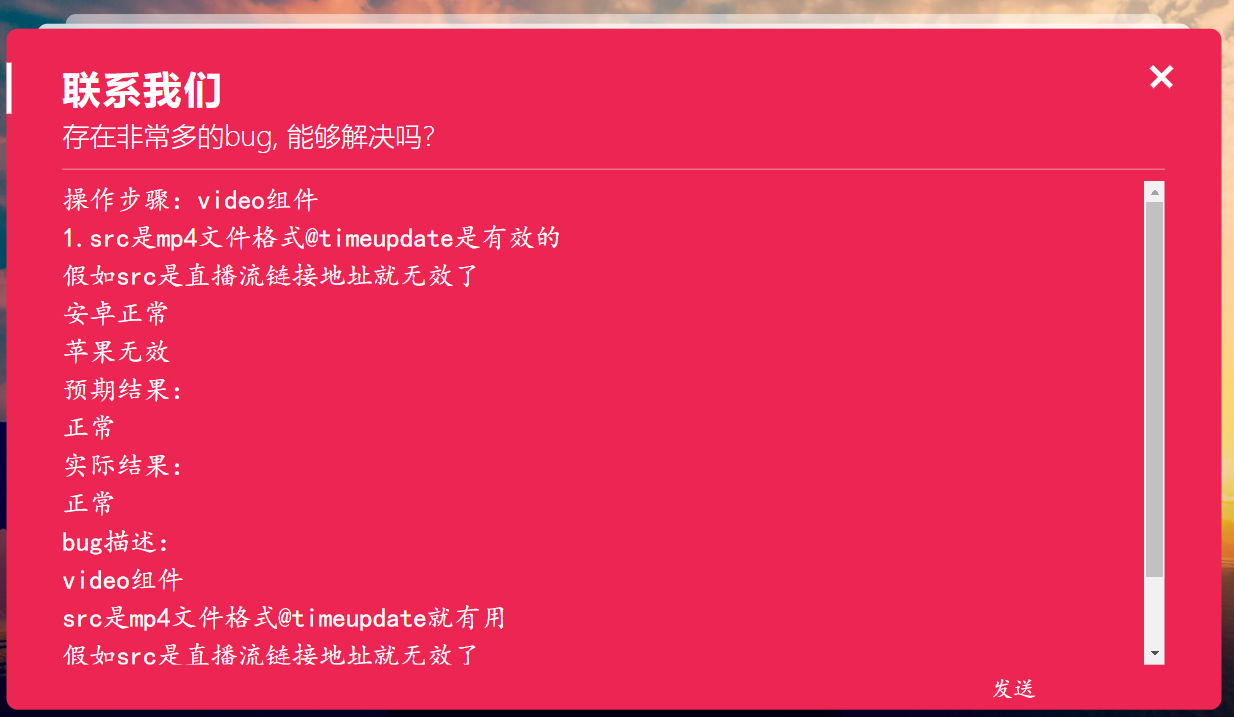 联系我们
存在非常多的bug, 能够解决吗?
操作步骤: video组件
1.src是mp4文件格式@timeupdate是有效的
假如src是直播流链接地址就无效了
安卓正常
苹果无效
预期结果:
正常
实际结果:
正常
bug描述:
video组件
src是mp4文件格式@timeupdate就有用
假如src是直播流链接地址就无效了
发送